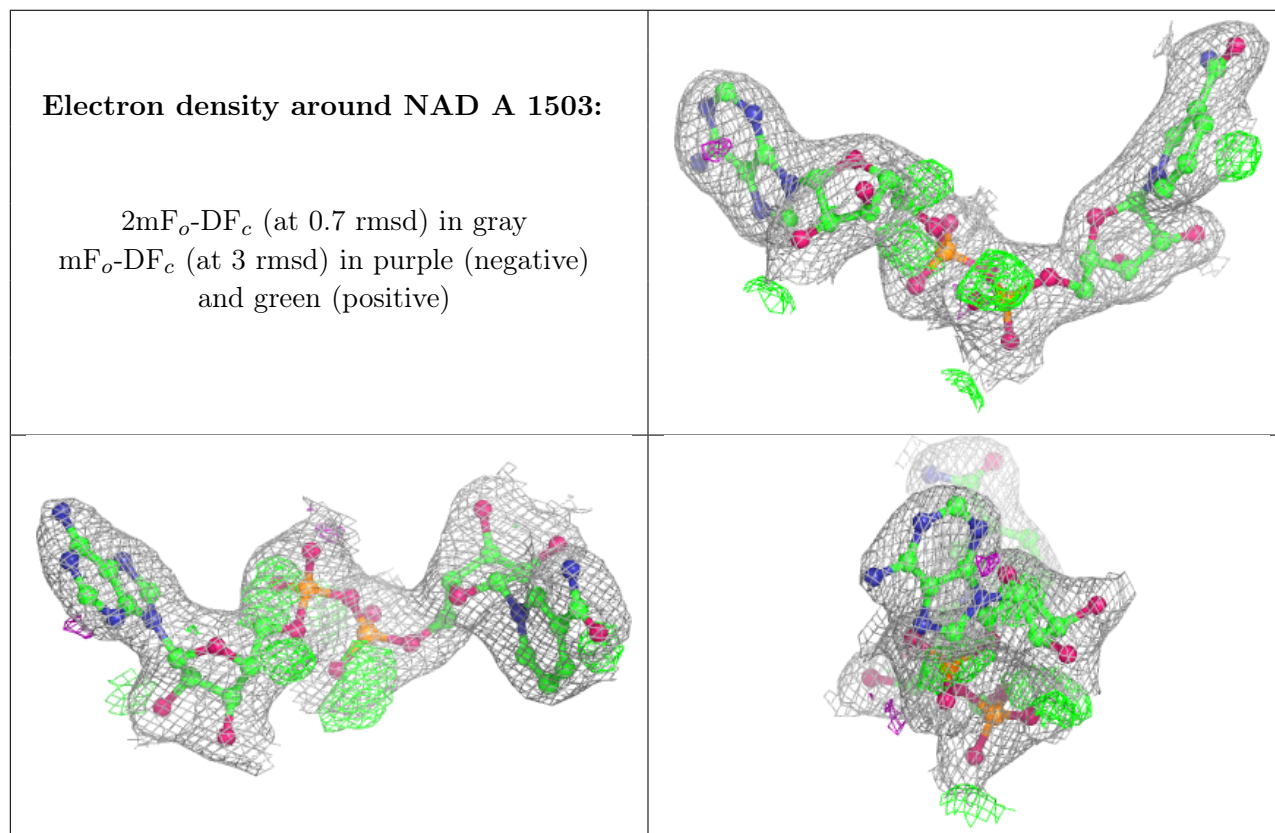 Electron density around NAD A 1503:
2mFo-DFc (at 0.7 rmsd) in gray
mFo-DFc (at 3 rmsd) in purple (negative)
and green (positive)